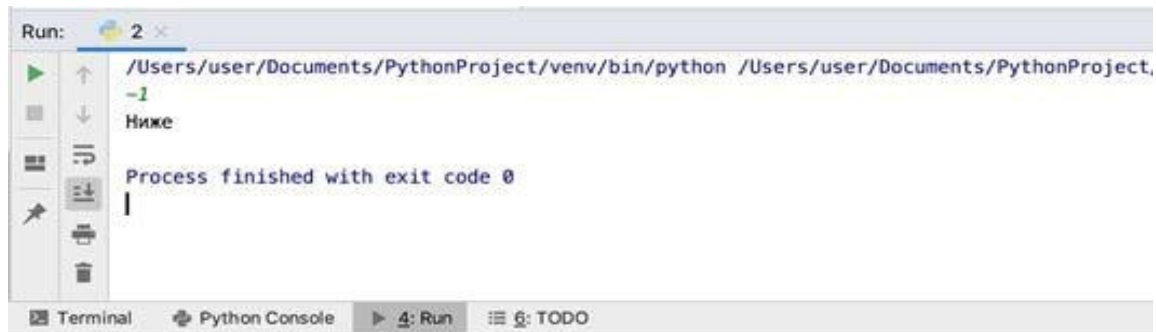 Run: 2
/Users/user/Documents/PythonProject/venv/bin/python /Users/user/Documents/PythonProject/
-1
Ниже
Process finished with exit code 0
Terminal Python Console 4: Run 6: TODO